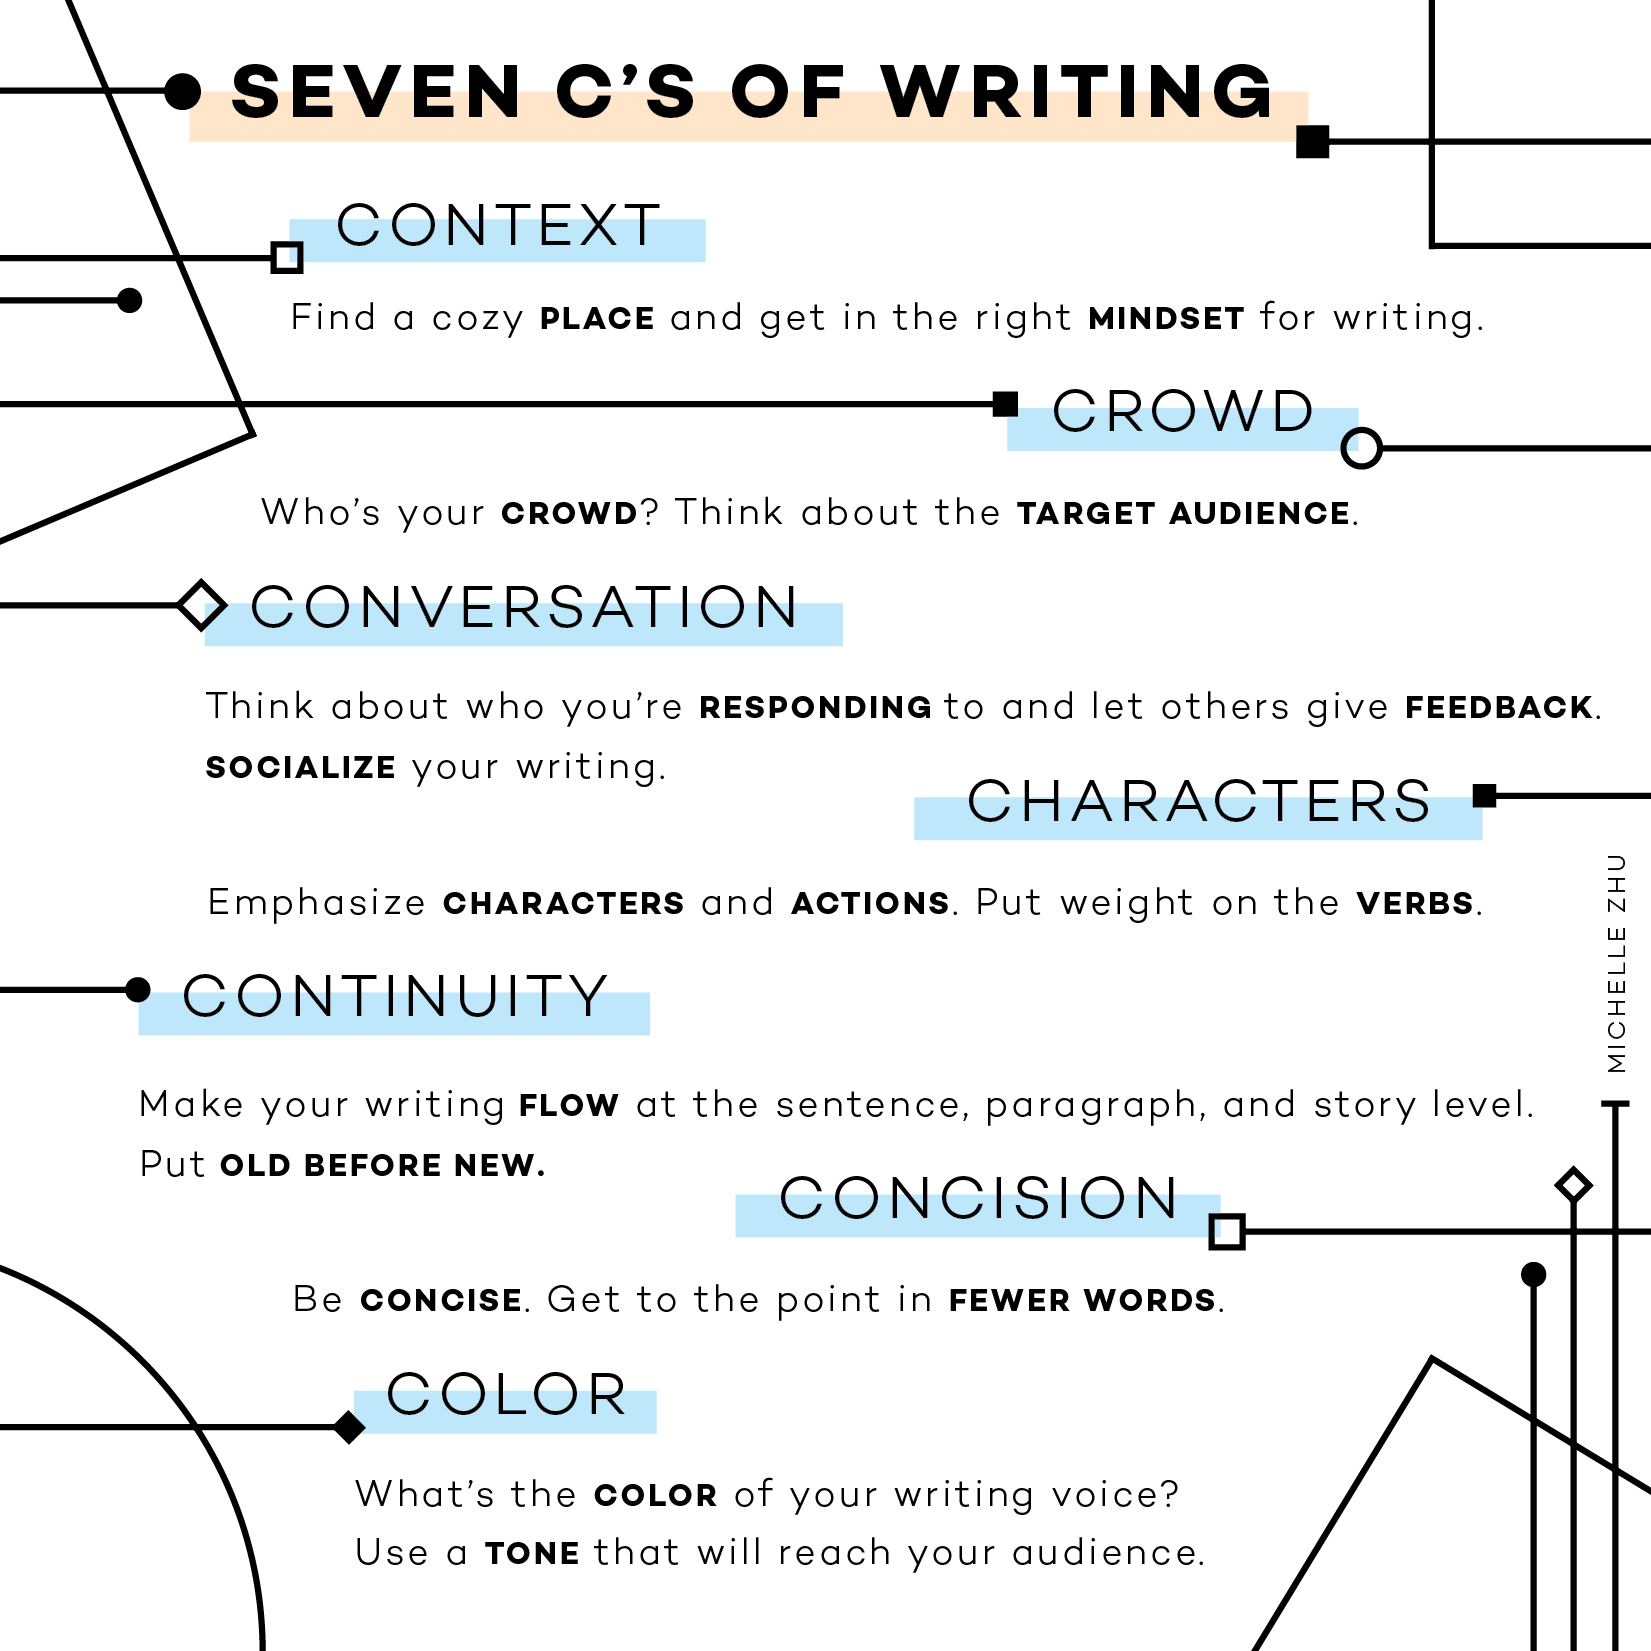 SEVEN C’S OF WRITING
CONTEXT
Find a cozy PLACE and get in the right MINDSET for writing.
CROWD
Who’s your CROWD? Think about the TARGET AUDIENCE.
CONVERSATION
Think about who you’re RESPONDING to and let others give FEEDBACK.
SOCIALIZE your writing.
CHARACTERS
Emphasize CHARACTERS and ACTIONS. Put weight on the VERBS.
CONTINUITY
Make your writing FLOW at the sentence, paragraph, and story level.
Put OLD BEFORE NEW.
CONCISION
Be CONCISE. Get to the point in FEWER WORDS.
COLOR
What’s the COLOR of your writing voice?
Use a TONE that will reach your audience.
MICHELLE ZHU